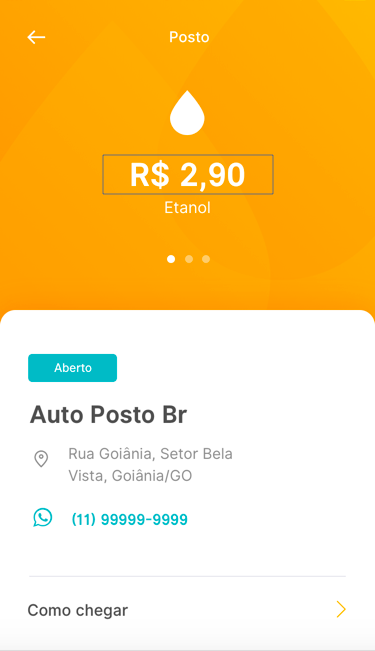 Posto
R$ 2,90
Etanol
Aberto
Auto Posto Br
Rua Goiânia, Setor Bela
Vista, Goiânia/GO
(11) 99999-9999
Como chegar